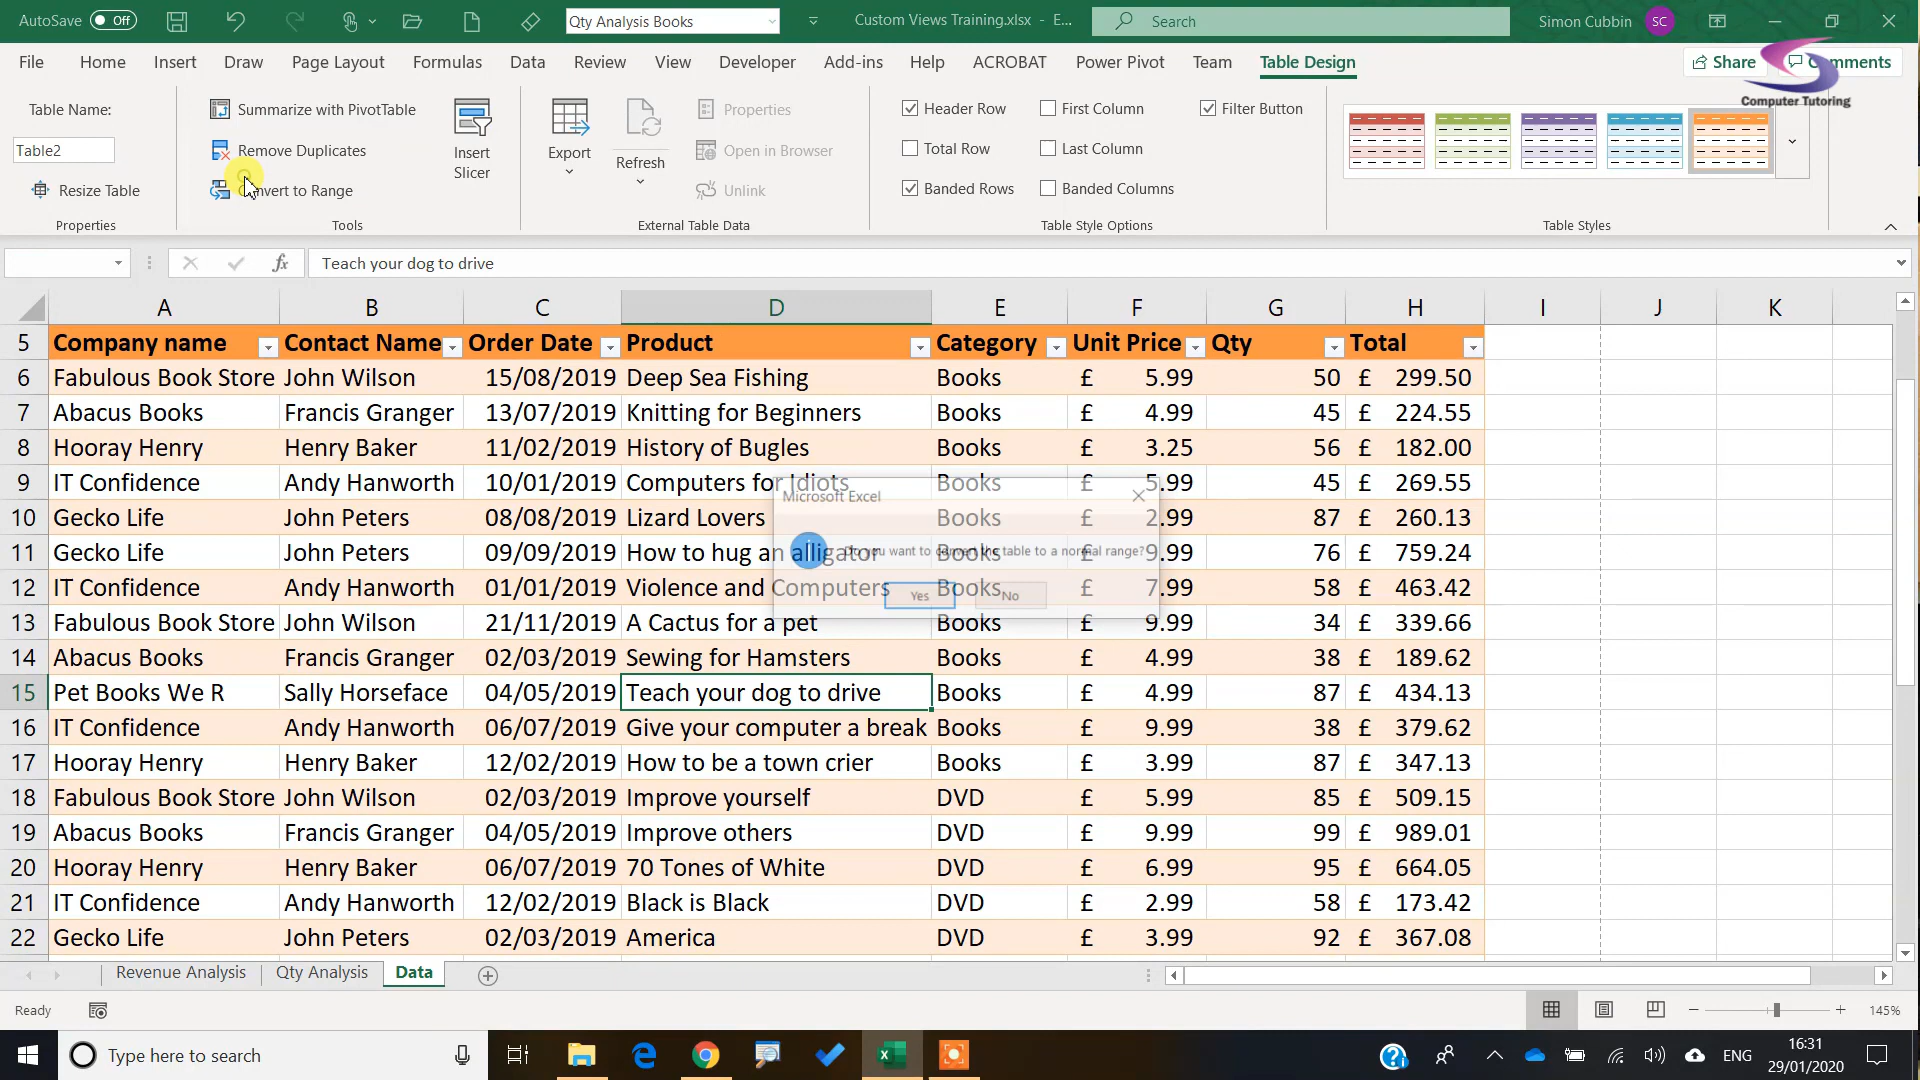 AutoSave Off Qty Analysis Books Custom Views Training.xlsx - E... Search Simon Cubbin SC
File Home Insert Draw Page Layout Formulas Data Review View Developer Add-ins Help ACROBAT Power Pivot Team Table Design Share Comments
Computer Tutoring
Table Name:
Table2
Resize Table
Properties
Summarize with PivotTable
Remove Duplicates
Convert to Range
Tools
Insert
Slicer
Export
Refresh
Properties
Open in Browser
Unlink
External Table Data
Header Row First Column Filter Button
Total Row Last Column
Banded Rows Banded Columns
Table Style Options
Table Styles
fx Teach your dog to drive
A B C D E F G H I J K
5 Company name Contact Name Order Date Product Category Unit Price Qty Total
6 Fabulous Book Store John Wilson 15/08/2019 Deep Sea Fishing Books £ 5.99 50 £ 299.50
7 Abacus Books Francis Granger 13/07/2019 Knitting for Beginners Books £ 4.99 45 £ 224.55
8 Hooray Henry Henry Baker 11/02/2019 History of Bugles Books £ 3.25 56 £ 182.00
9 IT Confidence Andy Hanworth 10/01/2019 Computers for Idiots Books £ 5.99 45 £ 269.55
10 Gecko Life John Peters 08/08/2019 Lizard Lovers Books £ 2.99 87 £ 260.13
11 Gecko Life John Peters 09/09/2019 How to hug an alligator Books £ 9.99 76 £ 759.24
12 IT Confidence Andy Hanworth 01/01/2019 Violence and Computers Books £ 7.99 58 £ 463.42
13 Fabulous Book Store John Wilson 21/11/2019 A Cactus for a pet Books £ 9.99 34 £ 339.66
14 Abacus Books Francis Granger 02/03/2019 Sewing for Hamsters Books £ 4.99 38 £ 189.62
15 Pet Books We R Sally Horseface 04/05/2019 Teach your dog to drive Books £ 4.99 87 £ 434.13
16 IT Confidence Andy Hanworth 06/07/2019 Give your computer a break Books £ 9.99 38 £ 379.62
17 Hooray Henry Henry Baker 12/02/2019 How to be a town crier Books £ 3.99 87 £ 347.13
18 Fabulous Book Store John Wilson 02/03/2019 Improve yourself DVD £ 5.99 85 £ 509.15
19 Abacus Books Francis Granger 04/05/2019 Improve others DVD £ 9.99 99 £ 989.01
20 Hooray Henry Henry Baker 06/07/2019 70 Tones of White DVD £ 6.99 95 £ 664.05
21 IT Confidence Andy Hanworth 12/02/2019 Black is Black DVD £ 2.99 58 £ 173.42
22 Gecko Life John Peters 02/03/2019 America DVD £ 3.99 92 £ 367.08
Microsoft Excel
Do you want to convert the table to a normal range?
Yes No
Revenue Analysis Qty Analysis Data
Ready 145%
Type here to search ENG 16:31
29/01/2020